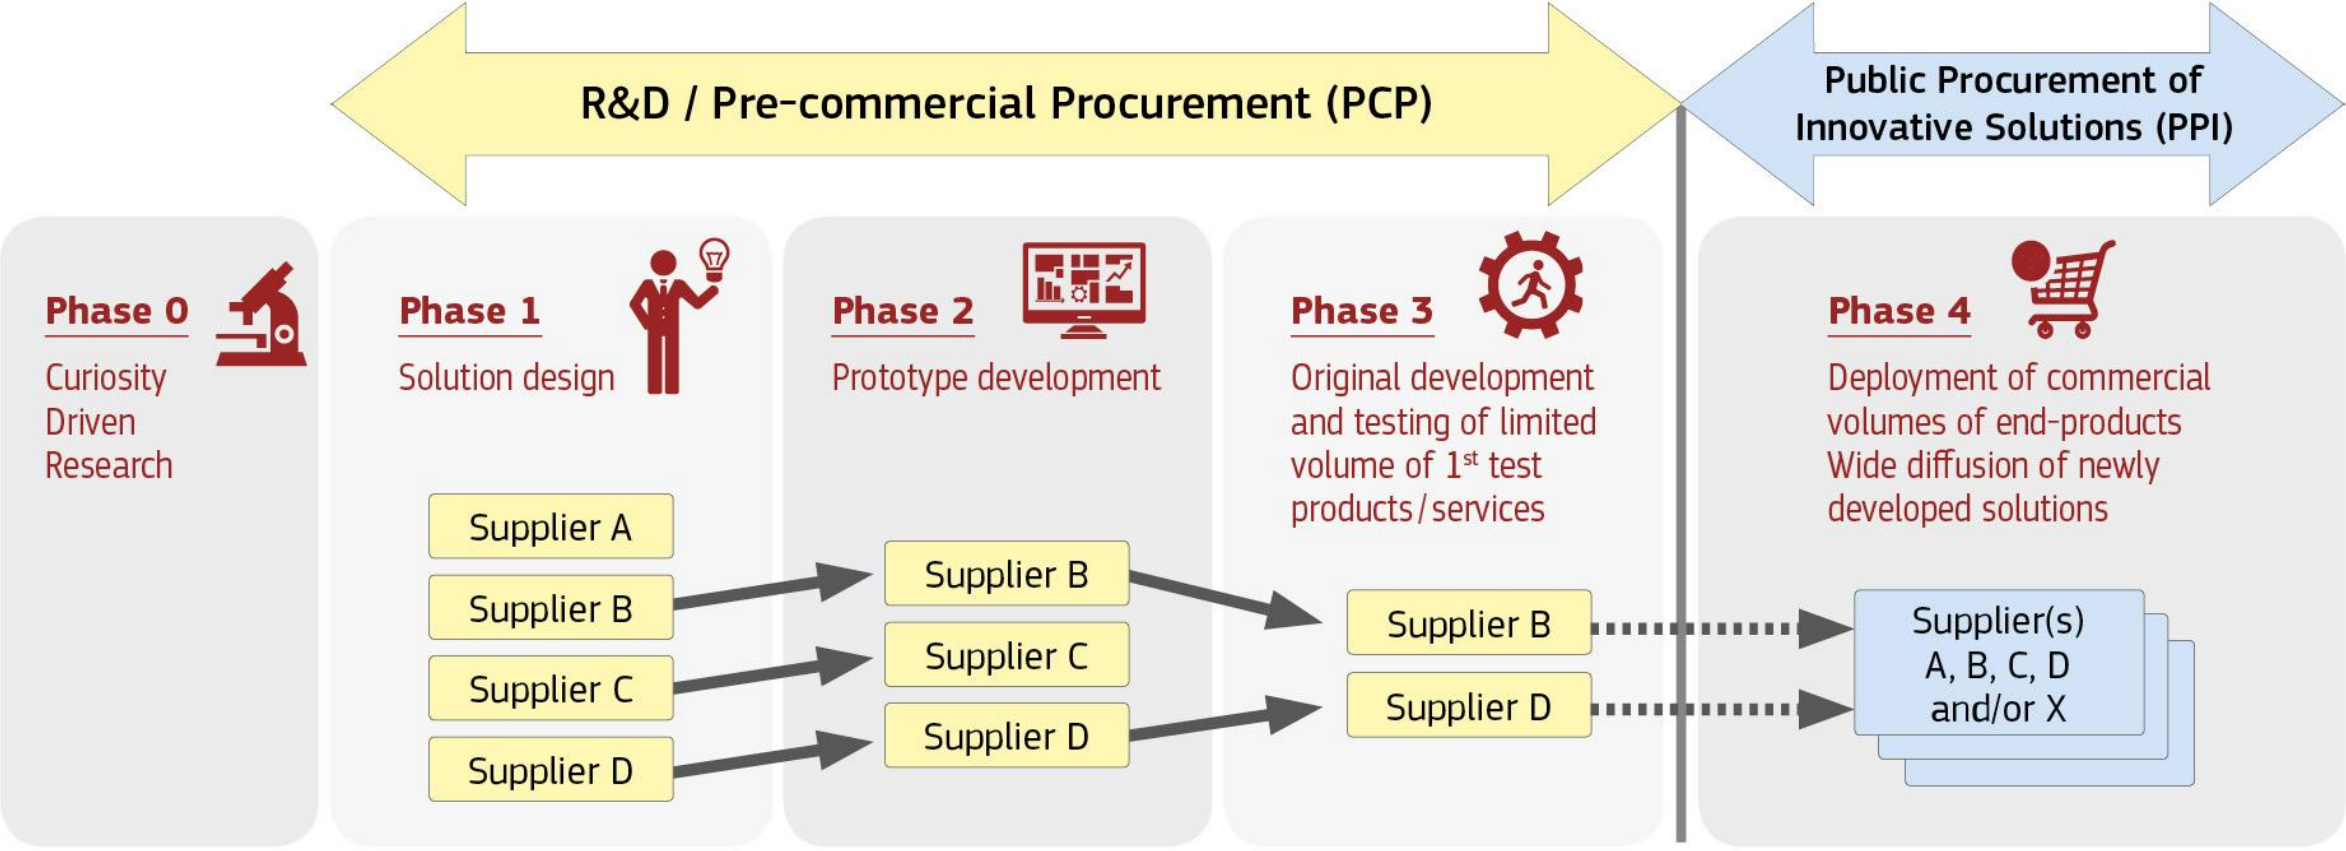 R&D / Pre-commercial Procurement (PCP)
Public Procurement of
Innovative Solutions (PPI)
Phase 0
Curiosity
Driven
Research
Phase 1
Solution design
Supplier A
Supplier B
Supplier C
Supplier D
Phase 2
Prototype development
Supplier B
Supplier C
Supplier D
Phase 3
Original development
and testing of limited
volume of 1st test
products/services
Supplier B
Supplier D
Phase 4
Deployment of commercial
volumes of end-products
Wide diffusion of newly
developed solutions
Supplier(s)
A, B, C, D
and/or X